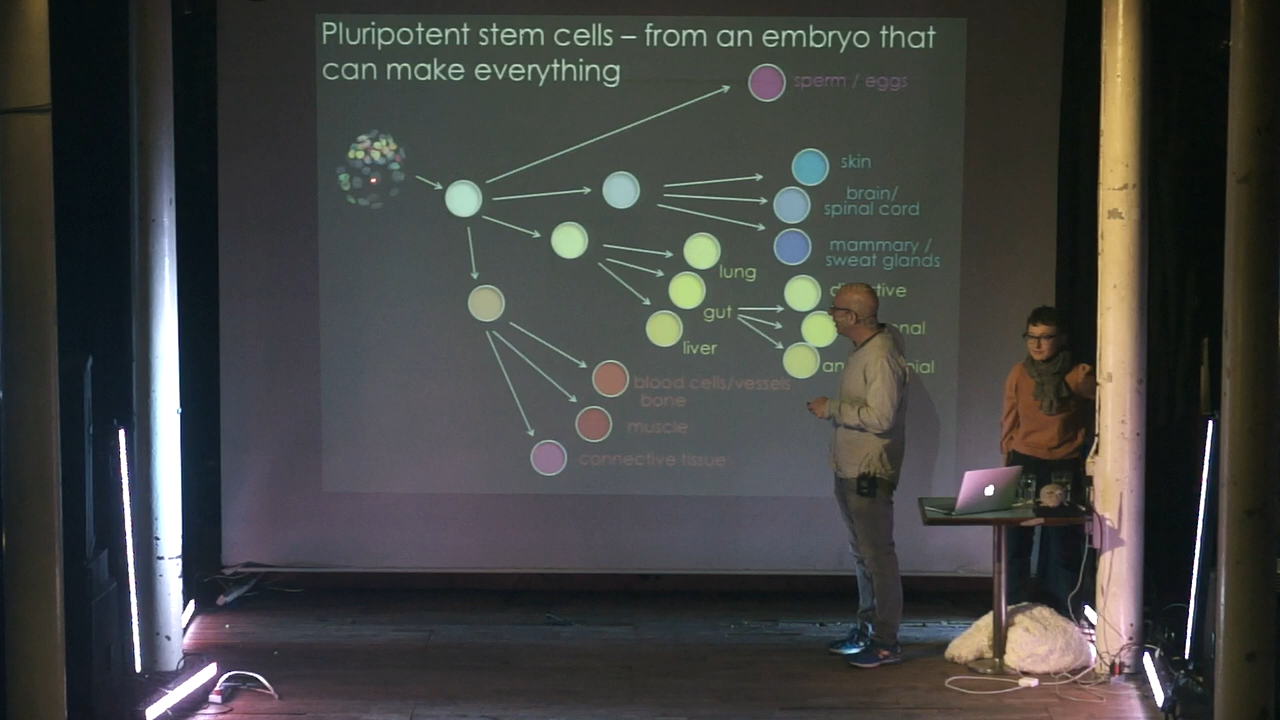 Pluripotent stem cells – from an embryo that
can make everything
sperm / eggs
skin
brain/
spinal cord
mammary /
sweat glands
lung
gut
liver
blood cells/vessels
bone
muscle
connective tissue